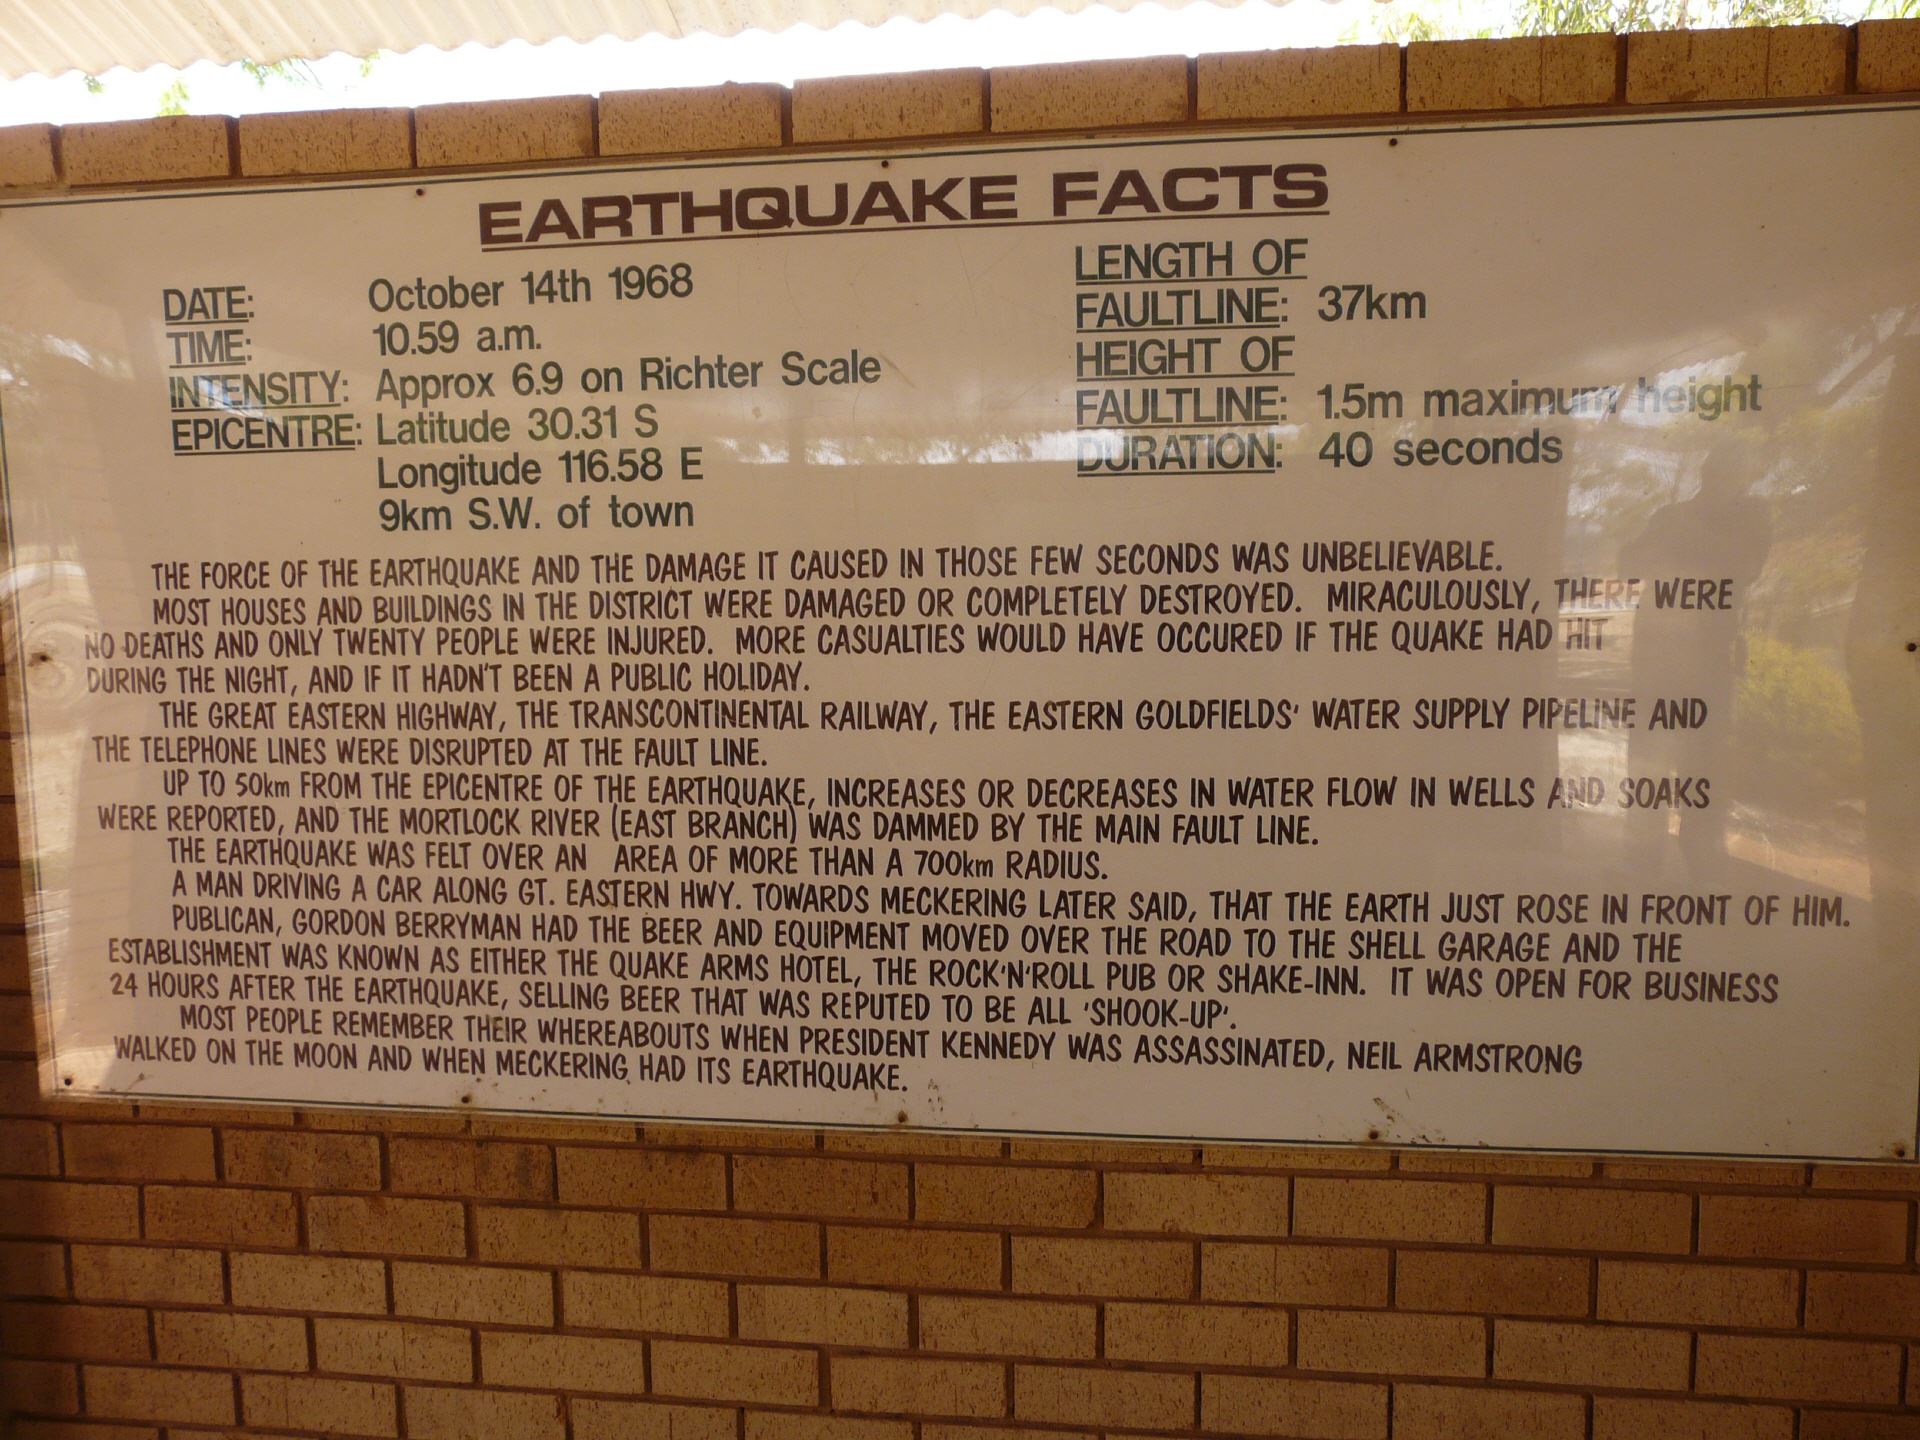 EARTHQUAKE FACTS
DATE: October 14th 1968
TIME: 10.59 a.m.
INTENSITY: Approx 6.9 on Richter Scale
EPICENTRE: Latitude 30.31 S
Longitude 116.58 E
9km S.W. of town
LENGTH OF
FAULTLINE: 37km
HEIGHT OF
FAULTLINE: 1.5m maximum height
DURATION: 40 seconds
THE FORCE OF THE EARTHQUAKE AND THE DAMAGE IT CAUSED IN THOSE FEW SECONDS WAS UNBELIEVABLE.
MOST HOUSES AND BUILDINGS IN THE DISTRICT WERE DAMAGED OR COMPLETELY DESTROYED. MIRACULOUSLY, THERE WERE
NO DEATHS AND ONLY TWENTY PEOPLE WERE INJURED. MORE CASUALTIES WOULD HAVE OCCURED IF THE QUAKE HAD HIT
DURING THE NIGHT, AND IF IT HADN'T BEEN A PUBLIC HOLIDAY.
THE GREAT EASTERN HIGHWAY, THE TRANSCONTINENTAL RAILWAY, THE EASTERN GOLDFIELDS' WATER SUPPLY PIPELINE AND
THE TELEPHONE LINES WERE DISRUPTED AT THE FAULT LINE.
UP TO 50km FROM THE EPICENTRE OF THE EARTHQUAKE, INCREASES OR DECREASES IN WATER FLOW IN WELLS AND SOAKS
WERE REPORTED, AND THE MORTLOCK RIVER (EAST BRANCH) WAS DAMMED BY THE MAIN FAULT LINE.
THE EARTHQUAKE WAS FELT OVER AN AREA OF MORE THAN A 700km RADIUS.
A MAN DRIVING A CAR ALONG GT. EASTERN HWY. TOWARDS MECKERING LATER SAID, THAT THE EARTH JUST ROSE IN FRONT OF HIM.
PUBLICAN, GORDON BERRYMAN HAD THE BEER AND EQUIPMENT MOVED OVER THE ROAD TO THE SHELL GARAGE AND THE
ESTABLISHMENT WAS KNOWN AS EITHER THE QUAKE ARMS HOTEL, THE ROCK'N'ROLL PUB OR SHAKE-INN. IT WAS OPEN FOR BUSINESS
24 HOURS AFTER THE EARTHQUAKE, SELLING BEER THAT WAS REPUTED TO BE ALL 'SHOOK-UP'.
MOST PEOPLE REMEMBER THEIR WHEREABOUTS WHEN PRESIDENT KENNEDY WAS ASSASSINATED, NEIL ARMSTRONG
WALKED ON THE MOON AND WHEN MECKERING HAD ITS EARTHQUAKE.